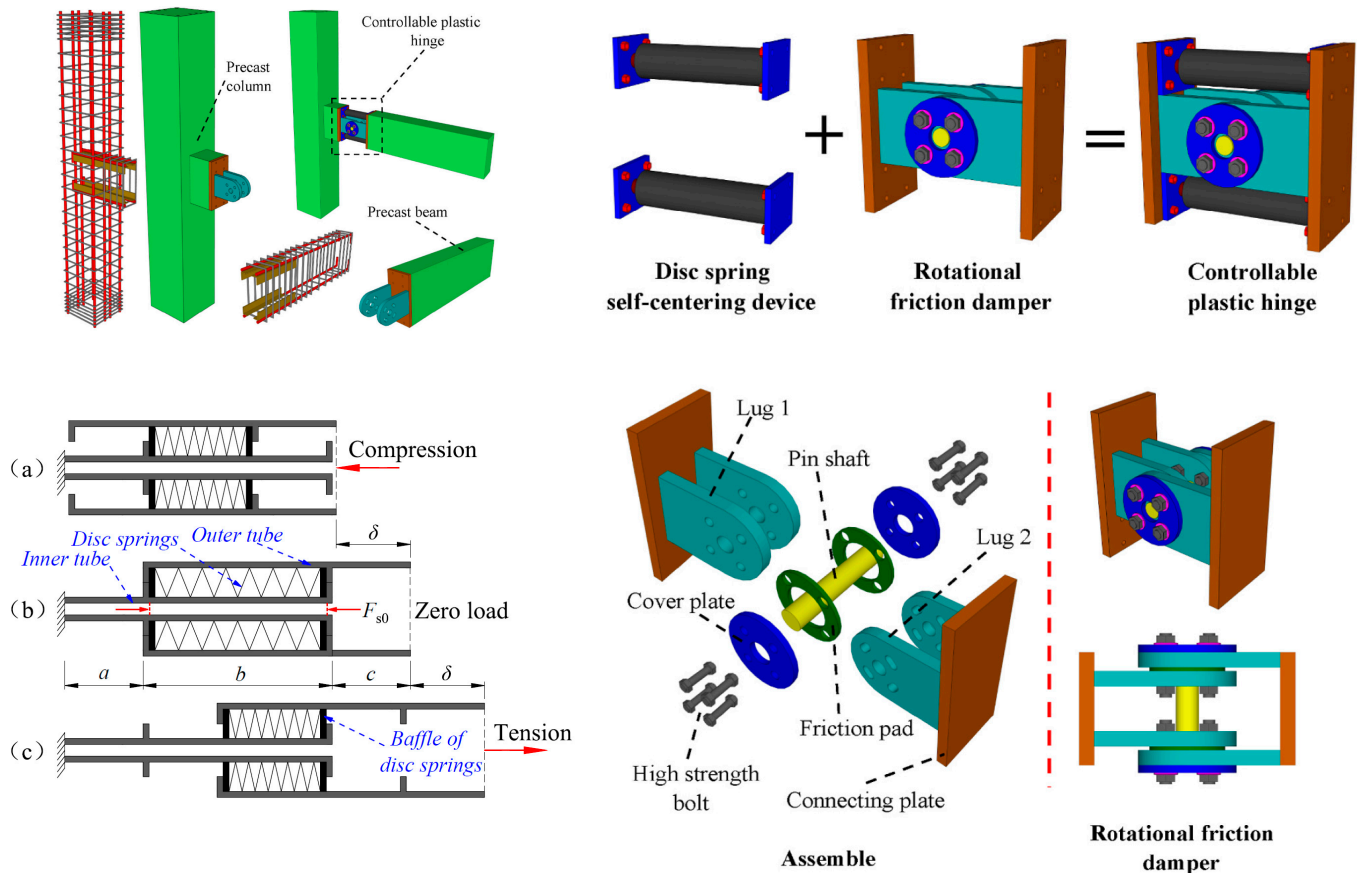 Precast
column
Controllable plastic
hinge
Precast beam
+
=
Disc spring
self-centering device
Rotational
friction damper
Controllable
plastic hinge
(a)
Compression
δ
Disc springs
Outer tube
Inner tube
(b)
F_s0
Zero load
a
b
c
δ
(c)
Tension
Baffle of
disc springs
Lug 1
Pin shaft
Lug 2
Cover plate
Friction pad
High strength
bolt
Connecting plate
Assemble
Rotational friction
damper